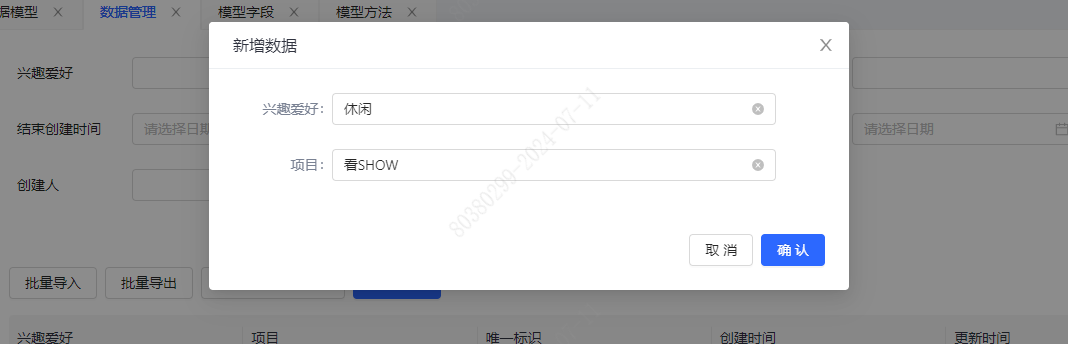 据模型 数据管理 模型字段 模型方法
新增数据
兴趣爱好
兴趣爱好: 休闲
结束创建时间 请选择日期 请选择日期
项目: 看SHOW
创建人
80380299-2024-07-11
取消 确认
批量导入 批量导出
兴趣爱好 项目 唯一标识 创建时间 更新时间